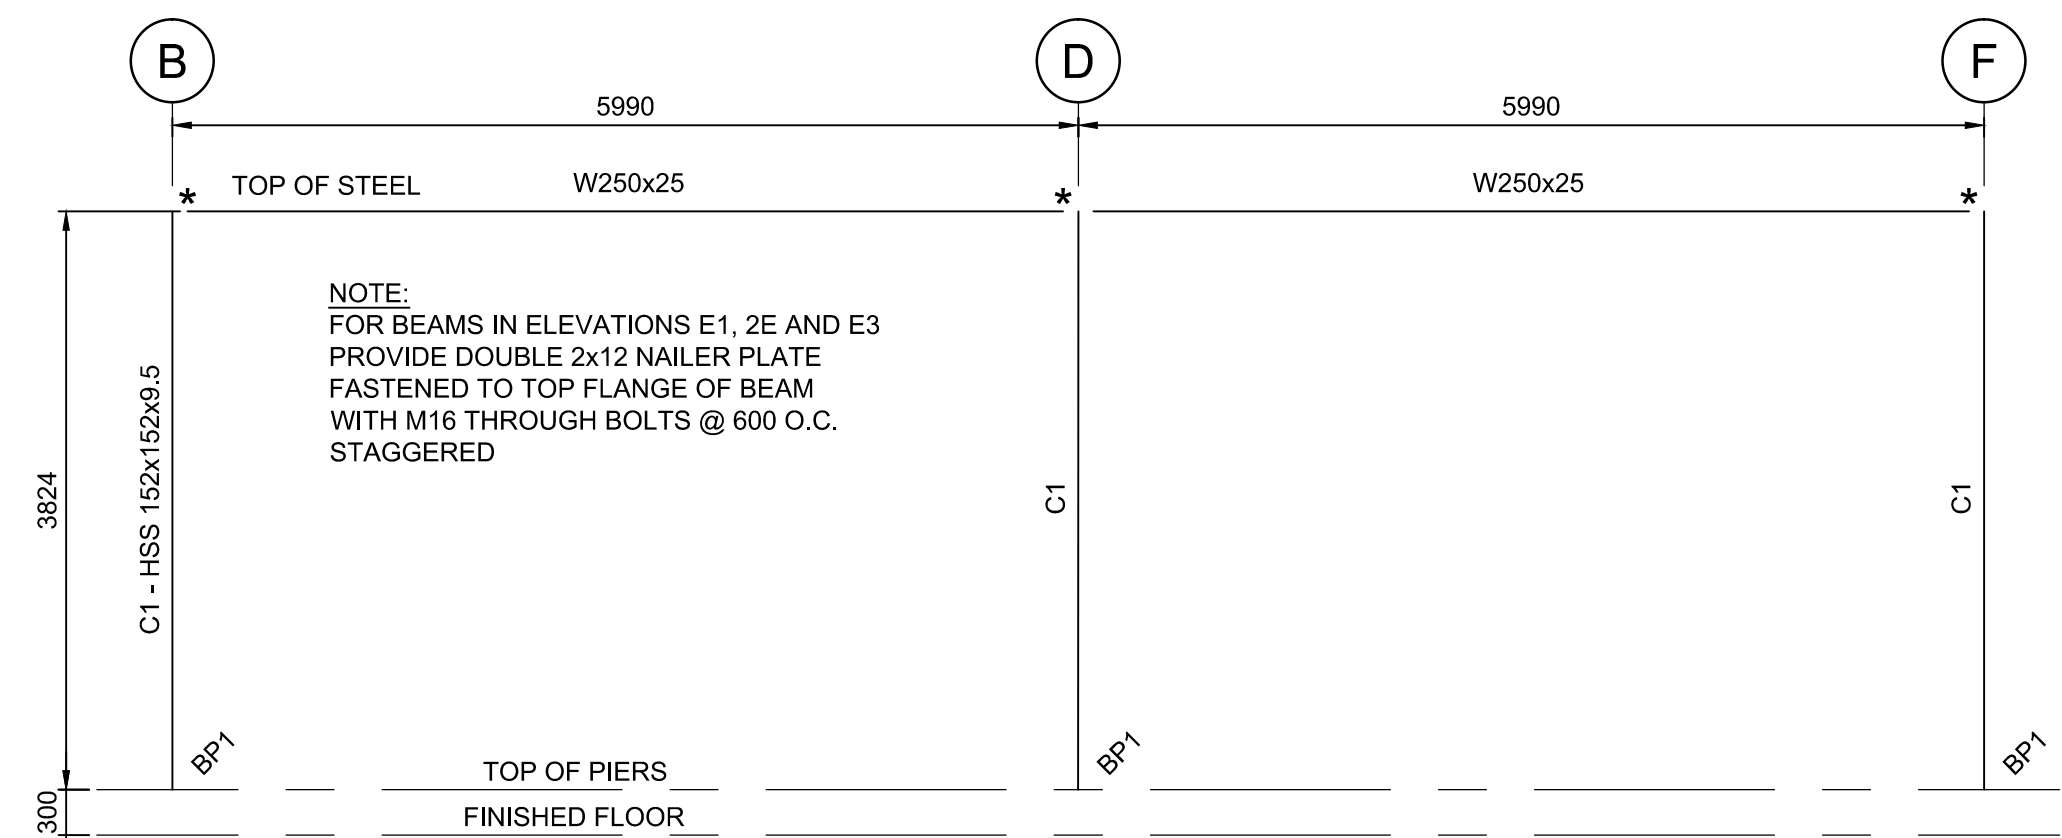 B D F
5990 5990
* TOP OF STEEL W250x25 * W250x25 *
NOTE:
FOR BEAMS IN ELEVATIONS E1, 2E AND E3
PROVIDE DOUBLE 2x12 NAILER PLATE
FASTENED TO TOP FLANGE OF BEAM
WITH M16 THROUGH BOLTS @ 600 O.C.
STAGGERED
3824
C1 - HSS 152x152x9.5
C1
C1
BP1 BP1 BP1
TOP OF PIERS
300
FINISHED FLOOR